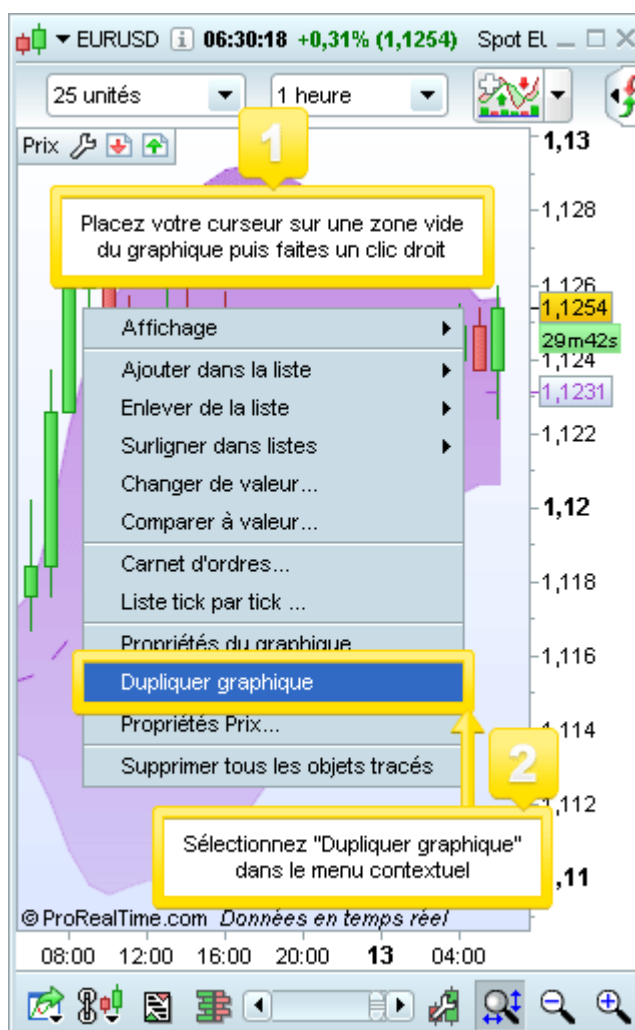 EURUSD 06:30:18 +0,31% (1,1254) Spot EU
25 unités 1 heure
Prix
1
1,13
Placez votre curseur sur une zone vide
du graphique puis faites un clic droit
1,128
1,126
1,1254
29m42s
1,124
1,1231
1,122
1,12
1,118
1,116
1,114
1,112
1,11
Affichage
Ajouter dans la liste
Enlever de la liste
Surligner dans listes
Changer de valeur...
Comparer à valeur...
Carnet d'ordres...
Liste tick par tick ...
Propriétés du graphique
Dupliquer graphique
Propriétés Prix...
Supprimer tous les objets tracés
2
Sélectionnez "Dupliquer graphique"
dans le menu contextuel
© ProRealTime.com Données en temps réel
08:00 12:00 16:00 20:00 13 04:00